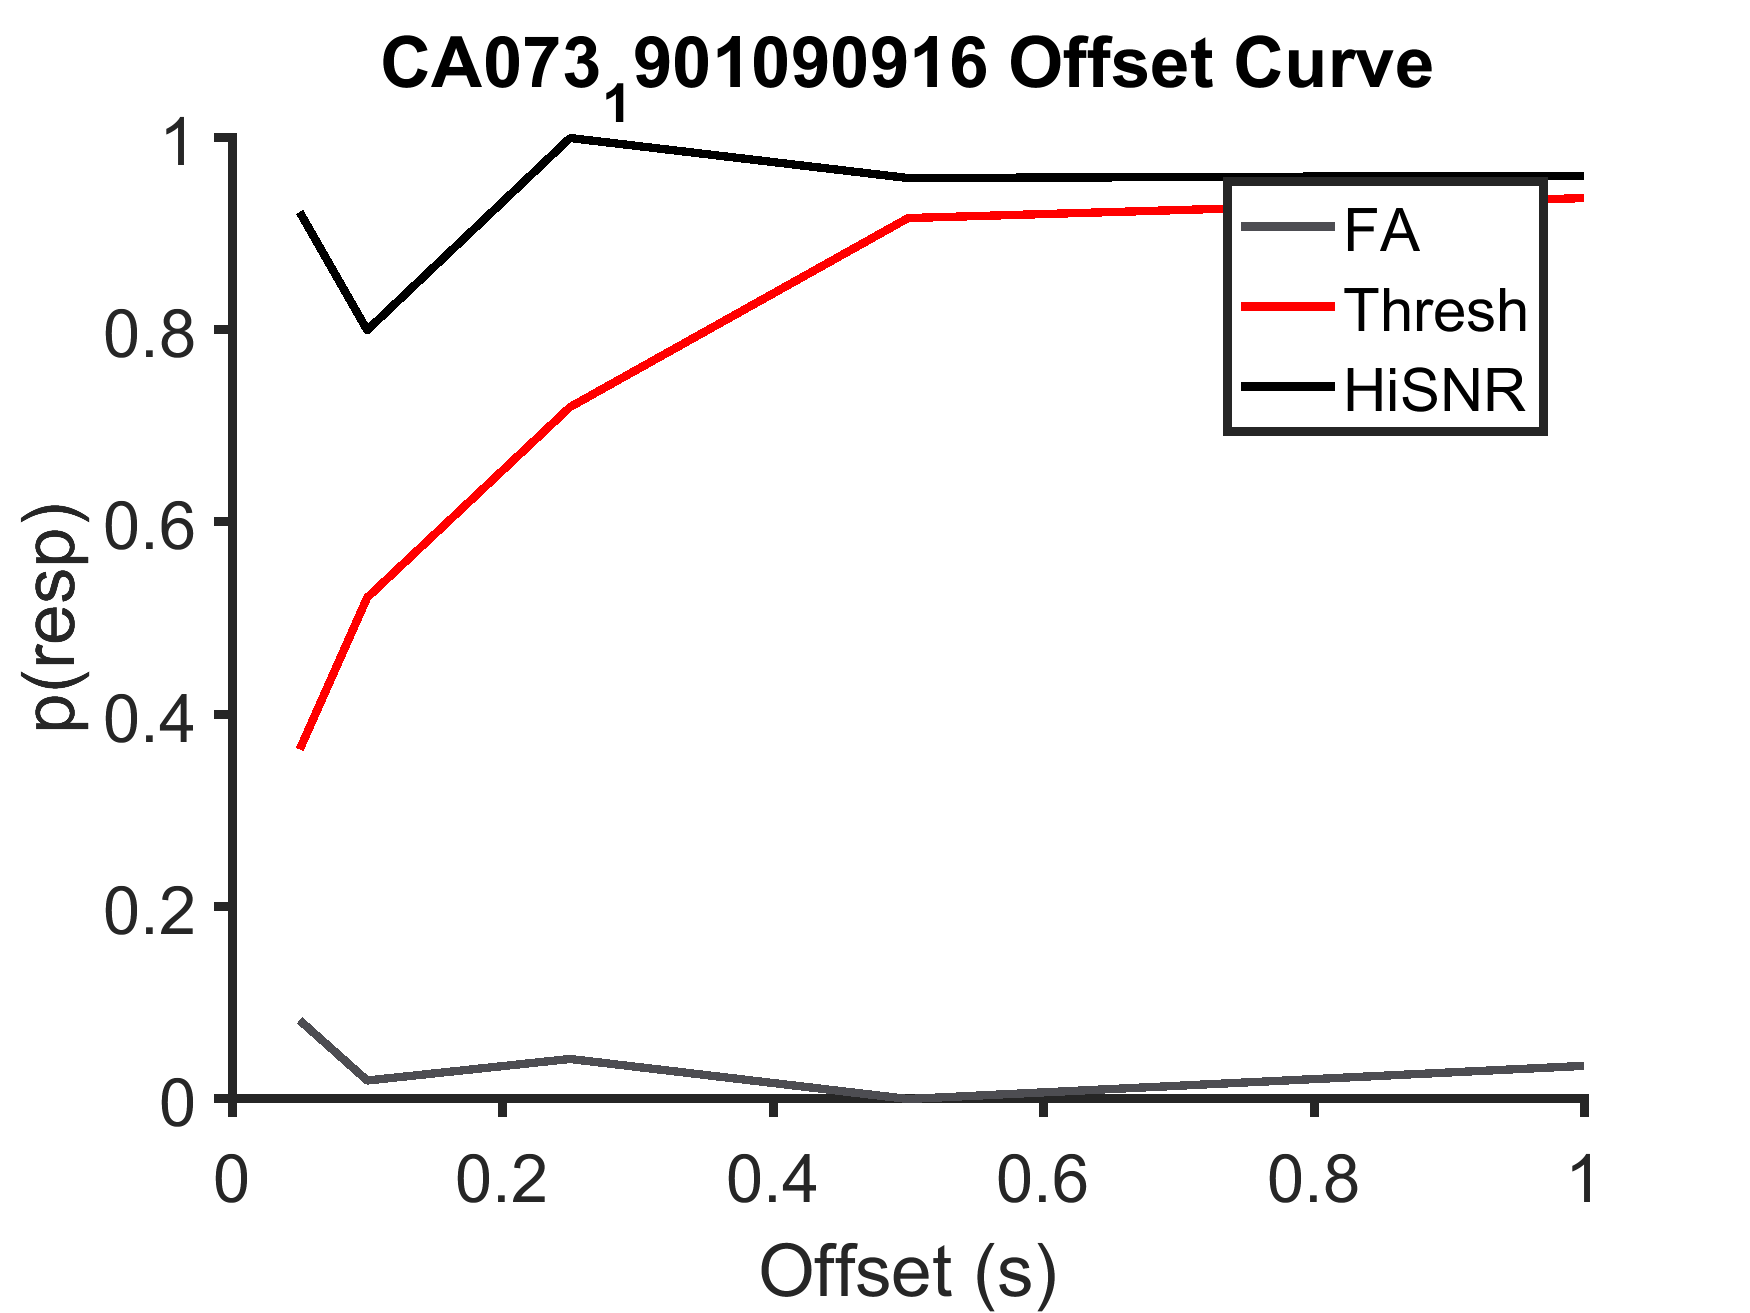 CA073₁901090916 Offset Curve
1
0.8
0.6
0.4
0.2
0
p(resp)
FA
Thresh
HiSNR
0 0.2 0.4 0.6 0.8 1
Offset (s)